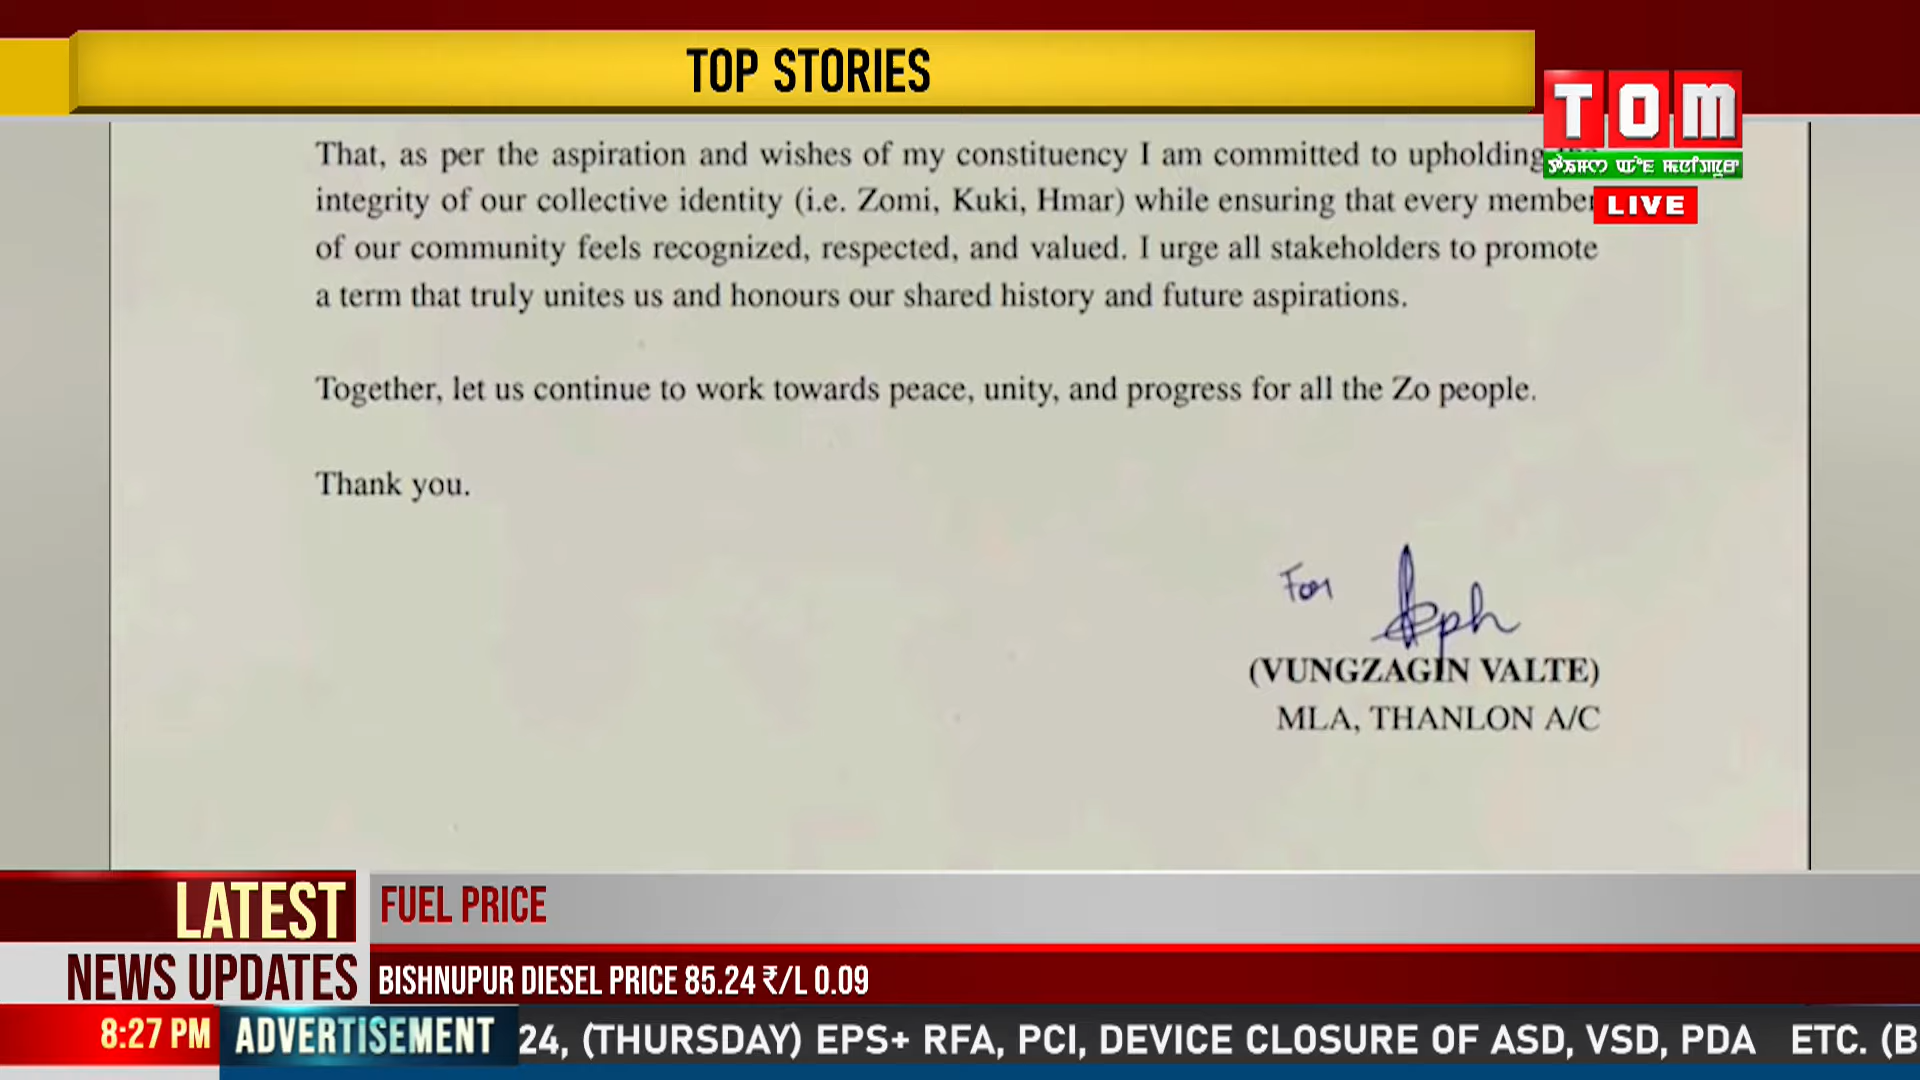 TOP STORIES
TOM
LIVE
That, as per the aspiration and wishes of my constituency I am committed to upholding
integrity of our collective identity (i.e. Zomi, Kuki, Hmar) while ensuring that every member
of our community feels recognized, respected, and valued. I urge all stakeholders to promote
a term that truly unites us and honours our shared history and future aspirations.
Together, let us continue to work towards peace, unity, and progress for all the Zo people.
Thank you.
For
(VUNGZAGIN VALTE)
MLA, THANLON A/C
LATEST
NEWS UPDATES
FUEL PRICE
BISHNUPUR DIESEL PRICE 85.24 ₹/L 0.09
8:27 PM
ADVERTISEMENT
24, (THURSDAY) EPS+ RFA, PCI, DEVICE CLOSURE OF ASD, VSD, PDA ETC. (B